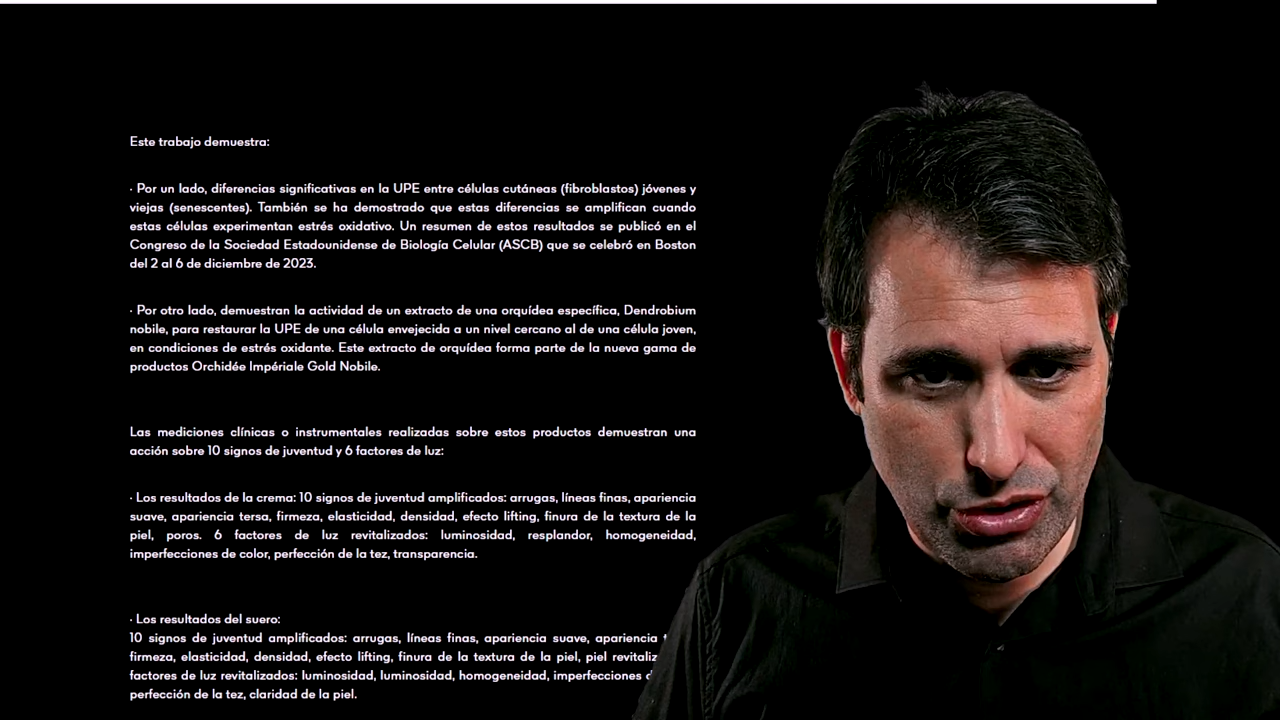 Este trabajo demuestra:
· Por un lado, diferencias significativas en la UPE entre células cutáneas (fibroblastos) jóvenes y
viejas (senescentes). También se ha demostrado que estas diferencias se amplifican cuando
estas células experimentan estrés oxidativo. Un resumen de estos resultados se publicó en el
Congreso de la Sociedad Estadounidense de Biología Celular (ASCB) que se celebró en Boston
del 2 al 6 de diciembre de 2023.
· Por otro lado, demuestran la actividad de un extracto de una orquídea específica, Dendrobium
nobile, para restaurar la UPE de una célula envejecida a un nivel cercano al de una célula joven,
en condiciones de estrés oxidante. Este extracto de orquídea forma parte de la nueva gama de
productos Orchidée Impériale Gold Nobile.
Las mediciones clínicas o instrumentales realizadas sobre estos productos demuestran una
acción sobre 10 signos de juventud y 6 factores de luz:
· Los resultados de la crema: 10 signos de juventud amplificados: arrugas, líneas finas, apariencia
suave, apariencia tersa, firmeza, elasticidad, densidad, efecto lifting, finura de la textura de la
piel, poros. 6 factores de luz revitalizados: luminosidad, resplandor, homogeneidad,
imperfecciones de color, perfección de la tez, transparencia.
· Los resultados del suero:
10 signos de juventud amplificados: arrugas, líneas finas, apariencia suave, apariencia
firmeza, elasticidad, densidad, efecto lifting, finura de la textura de la piel, piel
factores de luz revitalizados: luminosidad, luminosidad, homogeneidad, imperfecciones
perfección de la tez, claridad de la piel.